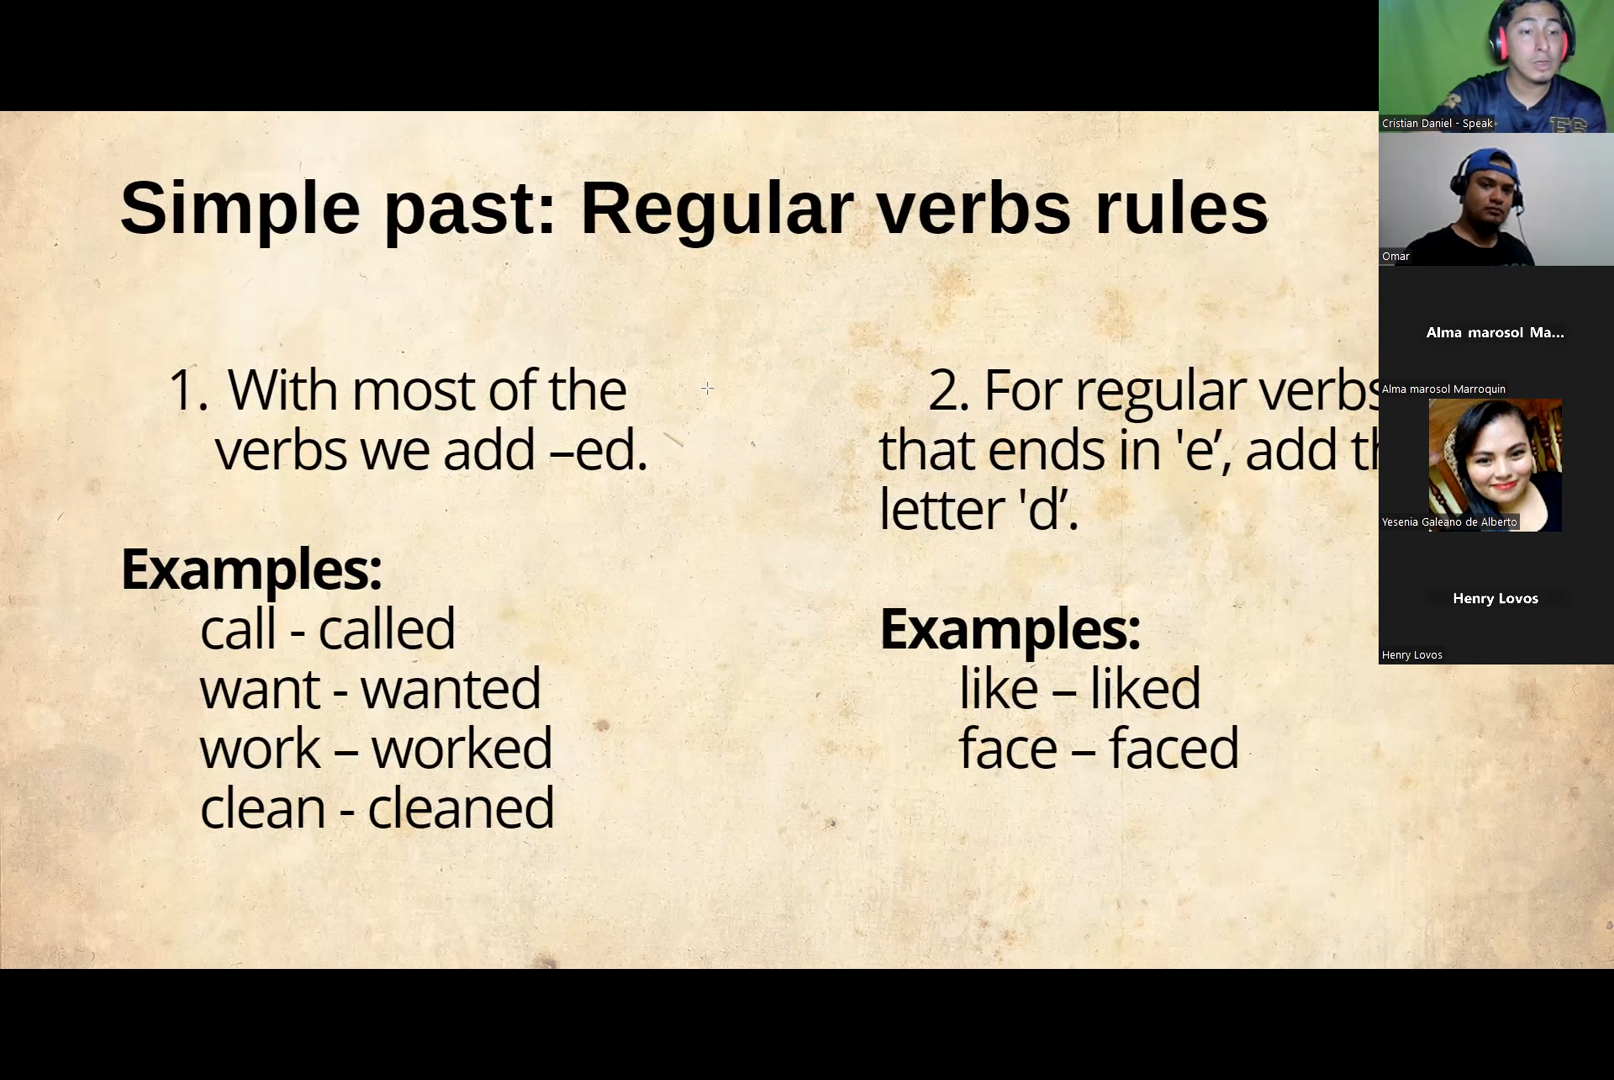 Simple past: Regular verbs rules
1. With most of the
verbs we add –ed.
Examples:
call - called
want - wanted
work – worked
clean - cleaned
2. For regular verbs
that ends in 'e’, add
letter 'd’.
Examples:
like – liked
face – faced
Cristian Daniel - Speak
Omar
Alma marosol Ma...
Alma marosol Marroquin
Yesenia Galeano de Alberto
Henry Lovos
Henry Lovos